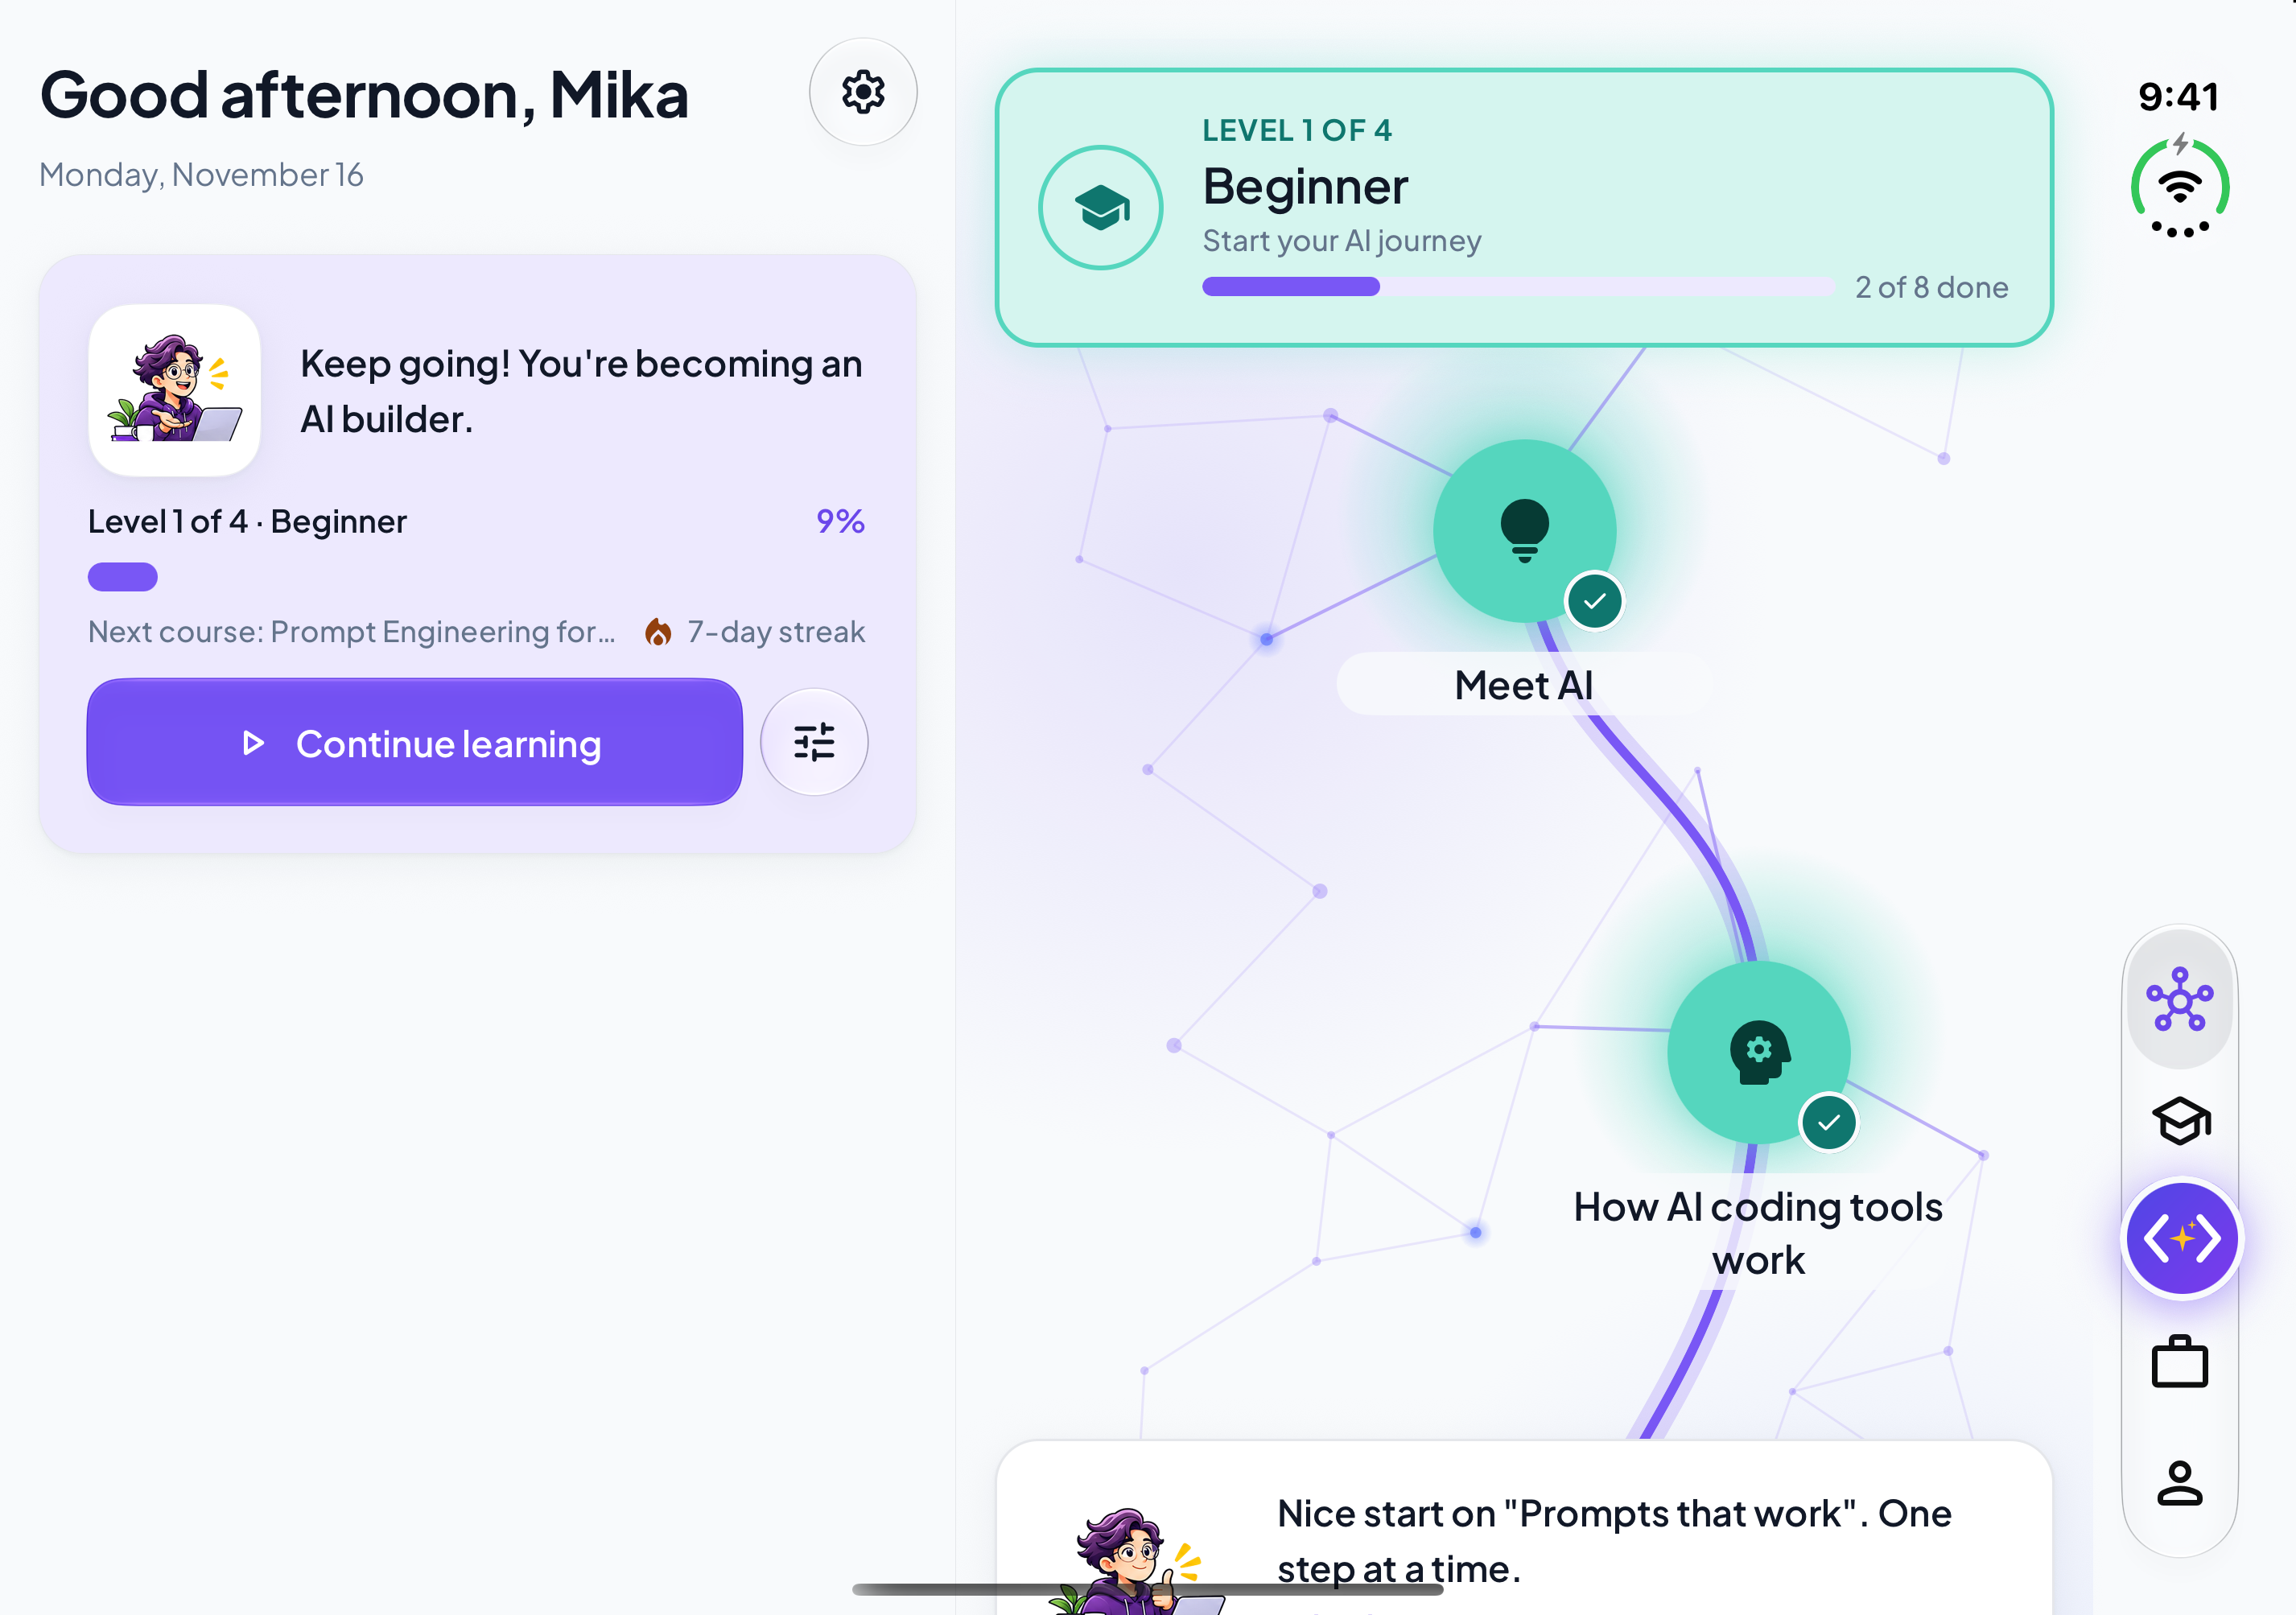 Good afternoon, Mika
Monday, November 16
Keep going! You're becoming an
AI builder.
Level 1 of 4 · Beginner
9%
Next course: Prompt Engineering for...
7-day streak
Continue learning
LEVEL 1 OF 4
Beginner
Start your AI journey
2 of 8 done
Meet AI
How AI coding tools
work
Nice start on "Prompts that work". One
step at a time.
9:41